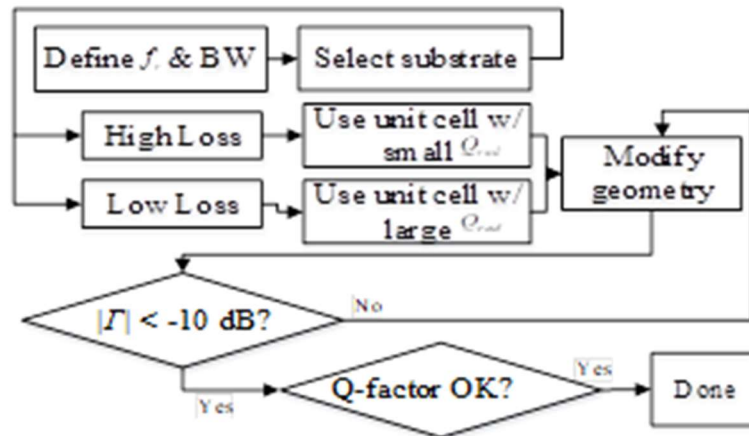 Define f & BW
Select substrate
High Loss
Use unit cell w/
small Q
Low Loss
Use unit cell w/
large Q
Modify
geometry
|Γ| < -10 dB?
No
Yes
Q-factor OK?
Yes
Done